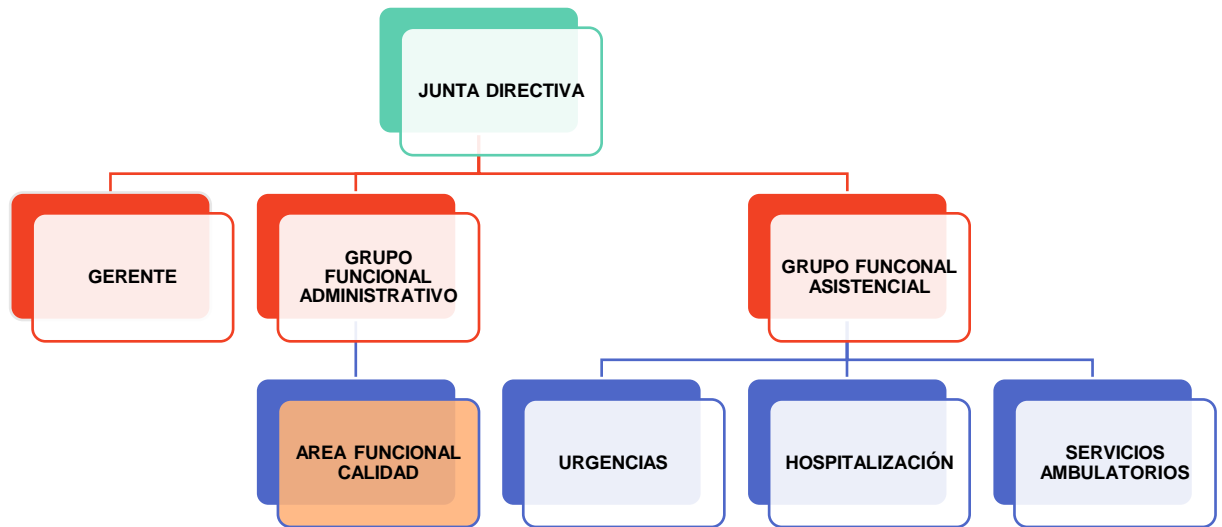 JUNTA DIRECTIVA
GERENTE
GRUPO
FUNCIONAL
ADMINISTRATIVO
GRUPO FUNCONAL
ASISTENCIAL
AREA FUNCIONAL
CALIDAD
URGENCIAS
HOSPITALIZACIÓN
SERVICIOS
AMBULATORIOS